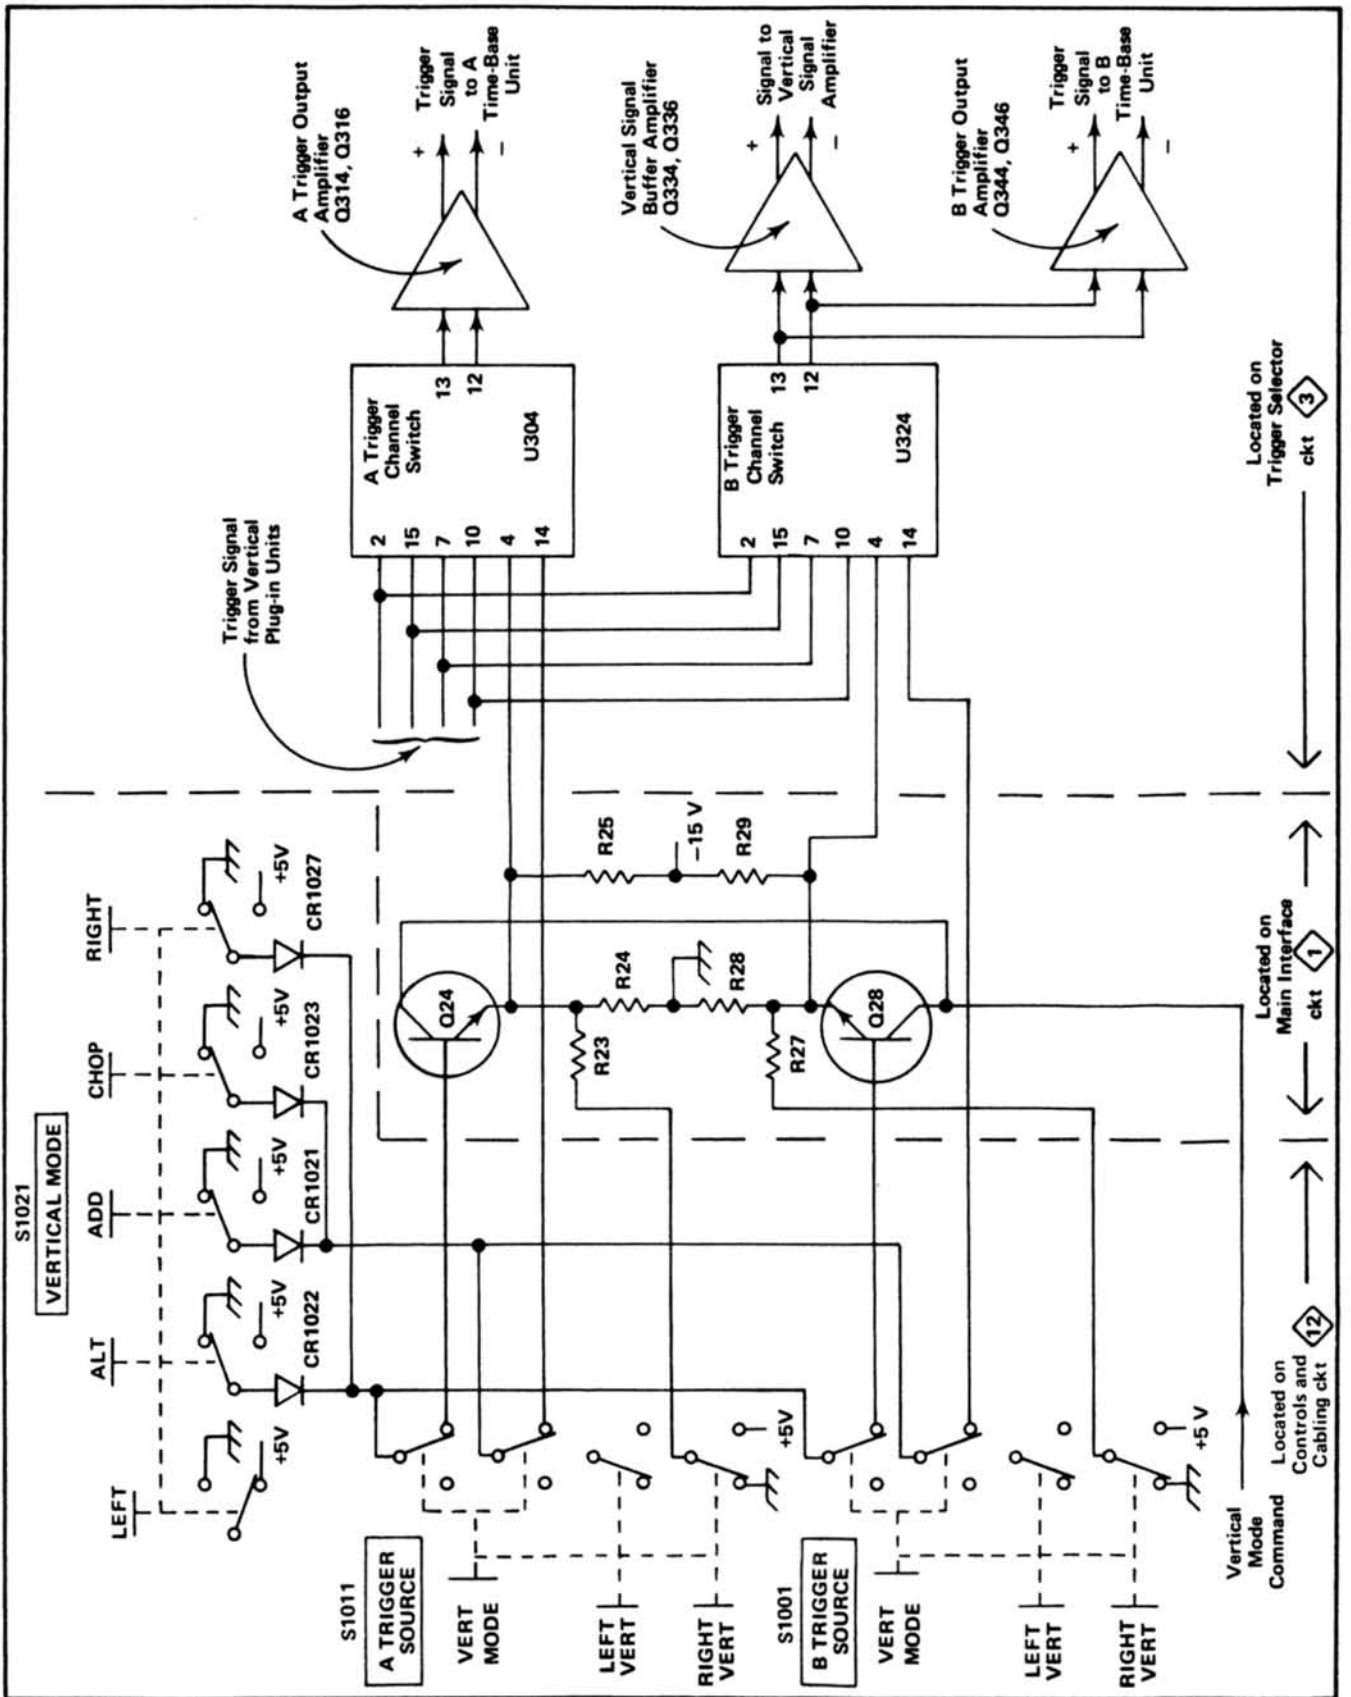 S1021
VERTICAL MODE
LEFT
ALT
ADD
CHOP
RIGHT
+5V
+5V
+5V
+5V
+5V
CR1022
CR1021
CR1023
CR1027
S1011
A TRIGGER
SOURCE
VERT
MODE
LEFT
VERT
RIGHT
VERT
+5V
Q24
R23
R24
R25
−15 V
R28
R29
R27
Q28
Trigger Signal
from Vertical
Plug-in Units
2
15
7
10
4
14
A Trigger
Channel
Switch
13
12
U304
A Trigger Output
Amplifier
Q314, Q316
+
−
Trigger
Signal
to A
Time-Base
Unit
S1001
B TRIGGER
SOURCE
VERT
MODE
LEFT
VERT
RIGHT
VERT
+5 V
2
15
7
10
4
14
B Trigger
Channel
Switch
13
12
U324
Vertical Signal
Buffer Amplifier
Q334, Q336
+
−
Signal to
Vertical
Signal
Amplifier
B Trigger Output
Amplifier
Q344, Q346
+
−
Trigger
Signal
to B
Time-Base
Unit
Vertical
Mode
Command
Located on
Controls and
Cabling ckt 12
Located on
Main Interface
ckt 1
Located on
Trigger Selector
ckt 3